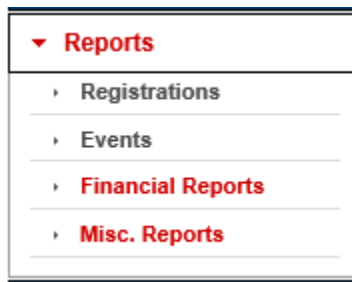 Reports
Registrations
Events
Financial Reports
Misc. Reports